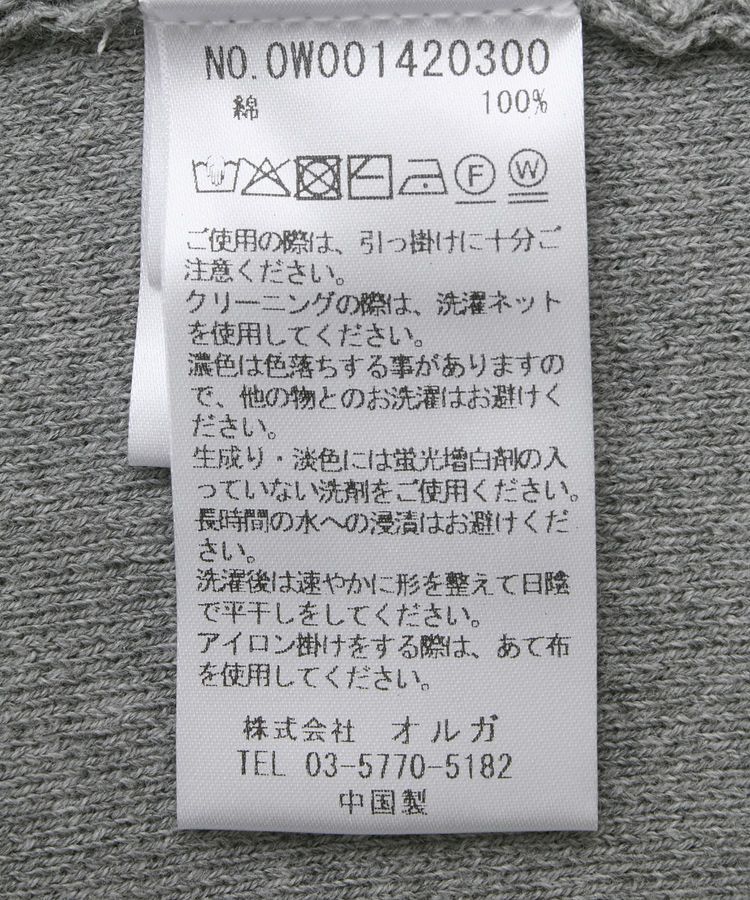 NO.0W001420300
綿 100%
F W
ご使用の際は、引っ掛けに十分ご
注意ください。
クリーニングの際は、洗濯ネット
を使用してください。
濃色は色落ちする事がありますの
で、他の物とのお洗濯はお避けく
ださい。
生成り・淡色には蛍光増白剤の入
っていない洗剤をご使用ください。
長時間の水への浸漬はお避けくだ
さい。
洗濯後は速やかに形を整えて日陰
で平干しをしてください。
アイロン掛けをする際は、あて布
を使用してください。
株式会社 オルガ
TEL 03-5770-5182
中国製